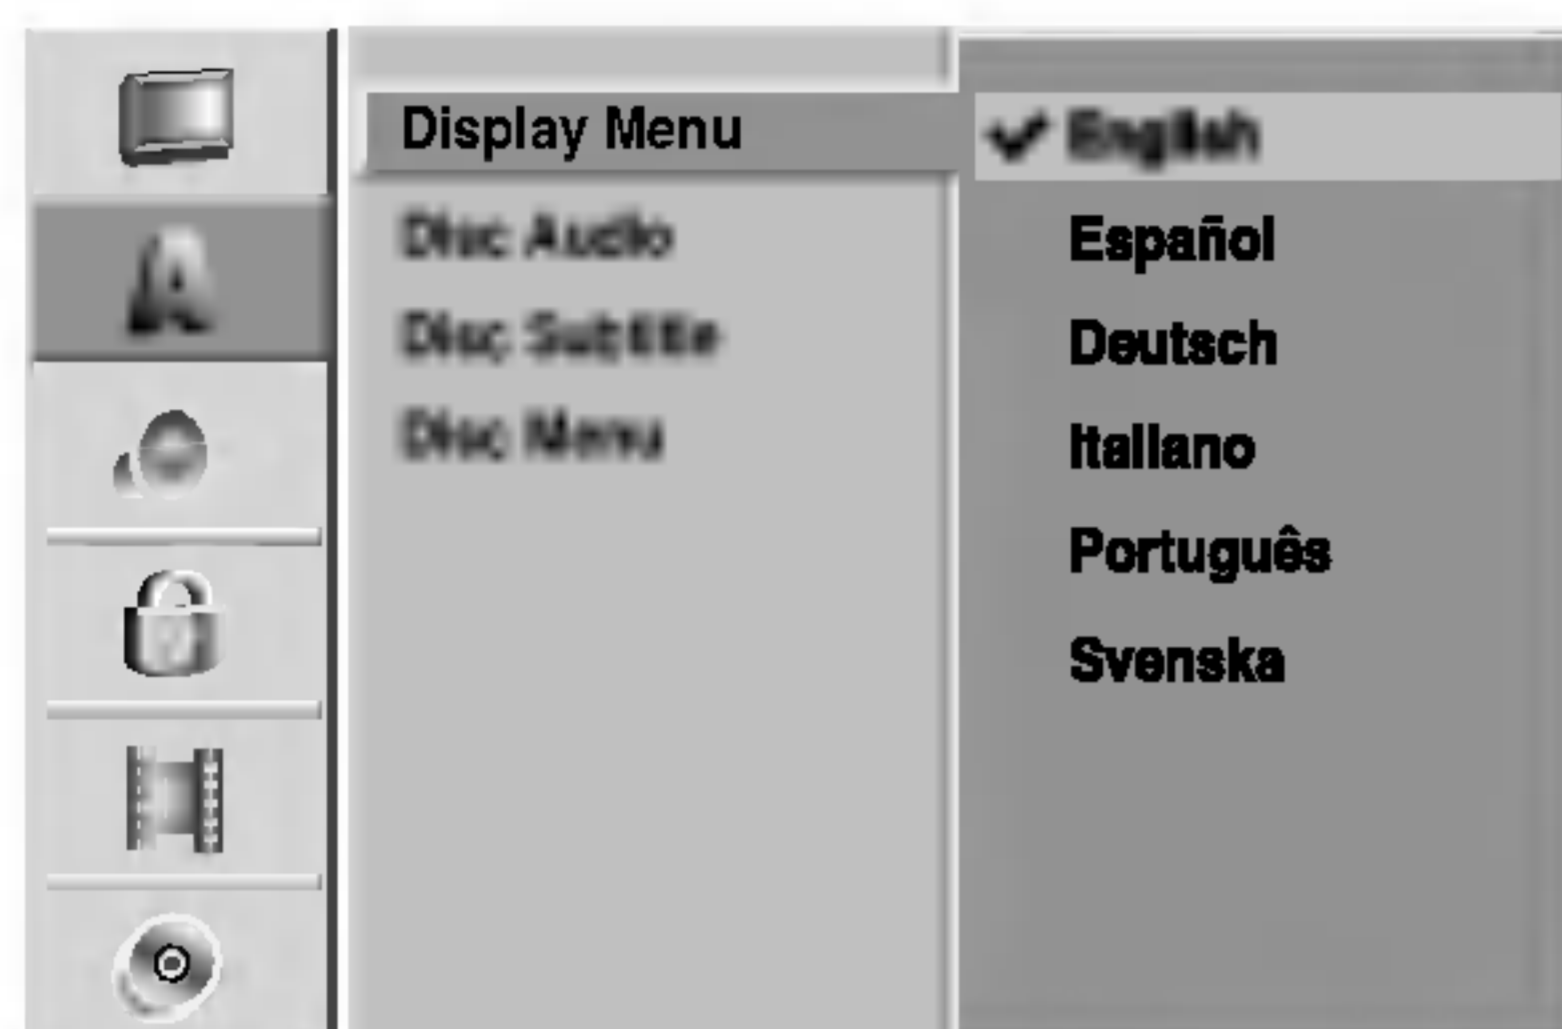 Display Menu
Disc Audio
Disc Subtitle
Disc Menu
English
Español
Deutsch
Italiano
Português
Svenska